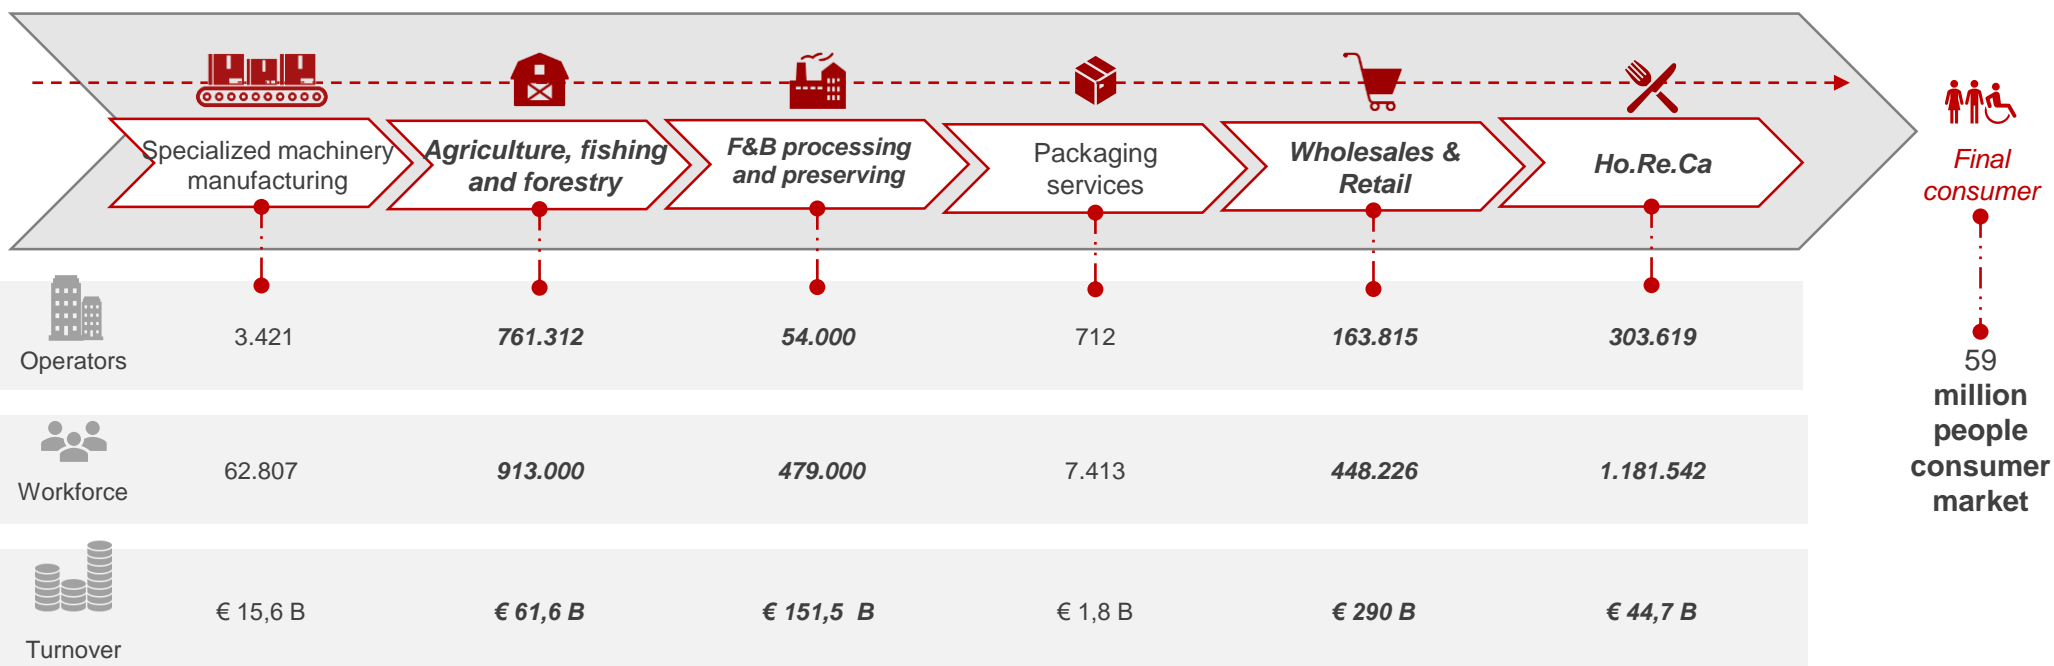 Specialized machinery
manufacturing
Agriculture, fishing
and forestry
F&B processing
and preserving
Packaging
services
Wholesales &
Retail
Ho.Re.Ca
Final
consumer
Operators
3.421
761.312
54.000
712
163.815
303.619
59
million
people
consumer
market
Workforce
62.807
913.000
479.000
7.413
448.226
1.181.542
Turnover
€ 15,6 B
€ 61,6 B
€ 151,5 B
€ 1,8 B
€ 290 B
€ 44,7 B